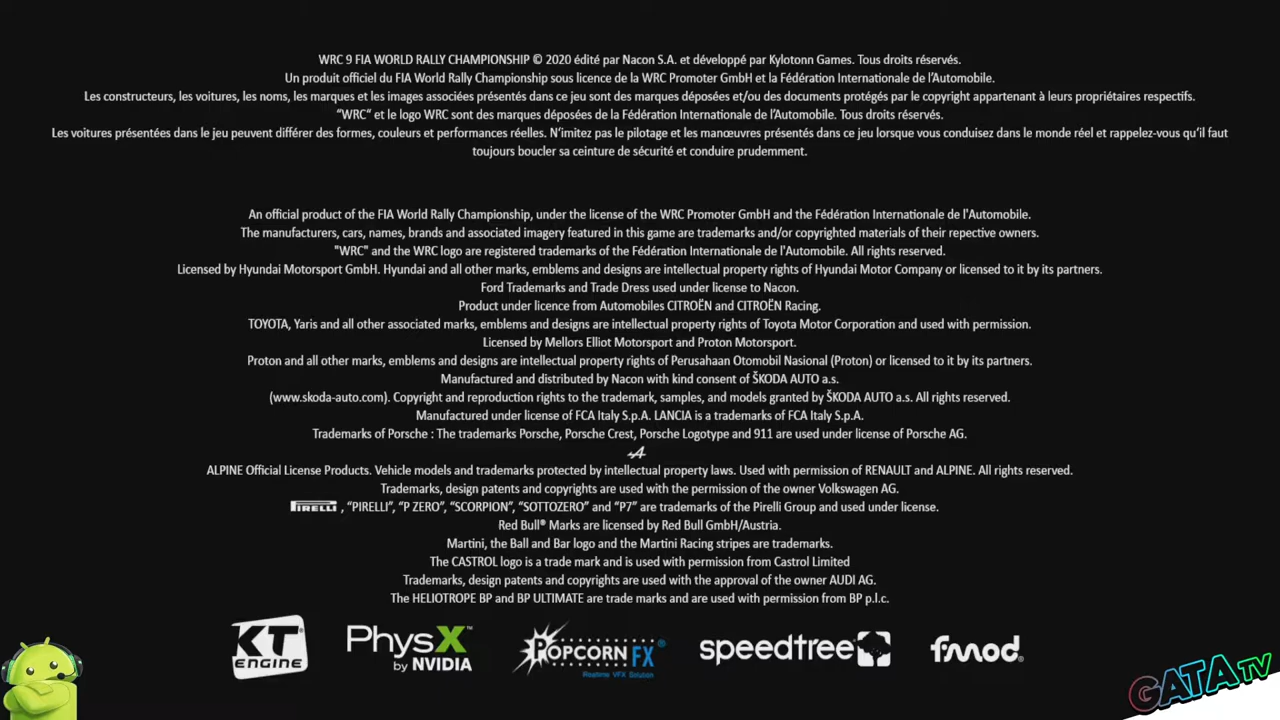 WRC 9 FIA WORLD RALLY CHAMPIONSHIP © 2020 édité par Nacon S.A. et développé par Kylotonn Games. Tous droits réservés.
Un produit officiel du FIA World Rally Championship sous licence de la WRC Promoter GmbH et la Fédération Internationale de l’Automobile.
Les constructeurs, les voitures, les noms, les marques et les images associées présentés dans ce jeu sont des marques déposées et/ou des documents protégés par le copyright appartenant à leurs propriétaires respectifs.
“WRC“ et le logo WRC sont des marques déposées de la Fédération Internationale de l’Automobile. Tous droits réservés.
Les voitures présentées dans le jeu peuvent différer des formes, couleurs et performances réelles. N’imitez pas le pilotage et les manœuvres présentés dans ce jeu lorsque vous conduisez dans le monde réel et rappelez-vous qu’il faut
toujours boucler sa ceinture de sécurité et conduire prudemment.
An official product of the FIA World Rally Championship, under the license of the WRC Promoter GmbH and the Fédération Internationale de l'Automobile.
The manufacturers, cars, names, brands and associated imagery featured in this game are trademarks and/or copyrighted materials of their repective owners.
"WRC" and the WRC logo are registered trademarks of the Fédération Internationale de l'Automobile. All rights reserved.
Licensed by Hyundai Motorsport GmbH. Hyundai and all other marks, emblems and designs are intellectual property rights of Hyundai Motor Company or licensed to it by its partners.
Ford Trademarks and Trade Dress used under license to Nacon.
Product under licence from Automobiles CITROËN and CITROËN Racing.
TOYOTA, Yaris and all other associated marks, emblems and designs are intellectual property rights of Toyota Motor Corporation and used with permission.
Licensed by Mellors Elliot Motorsport and Proton Motorsport.
Proton and all other marks, emblems and designs are intellectual property rights of Perusahaan Otomobil Nasional (Proton) or licensed to it by its partners.
Manufactured and distributed by Nacon with kind consent of ŠKODA AUTO a.s.
(www.skoda-auto.com). Copyright and reproduction rights to the trademark, samples, and models granted by ŠKODA AUTO a.s. All rights reserved.
Manufactured under license of FCA Italy S.p.A. LANCIA is a trademarks of FCA Italy S.p.A.
Trademarks of Porsche : The trademarks Porsche, Porsche Crest, Porsche Logotype and 911 are used under license of Porsche AG.
ALPINE Official License Products. Vehicle models and trademarks protected by intellectual property laws. Used with permission of RENAULT and ALPINE. All rights reserved.
Trademarks, design patents and copyrights are used with the permission of the owner Volkswagen AG.
PIRELLI , “PIRELLI”, “P ZERO”, “SCORPION”, “SOTTOZERO” and “P7” are trademarks of the Pirelli Group and used under license.
Red Bull® Marks are licensed by Red Bull GmbH/Austria.
Martini, the Ball and Bar logo and the Martini Racing stripes are trademarks.
The CASTROL logo is a trade mark and is used with permission from Castrol Limited
Trademarks, design patents and copyrights are used with the approval of the owner AUDI AG.
The HELIOTROPE BP and BP ULTIMATE are trade marks and are used with permission from BP p.l.c.
KT ENGINE
PhysX™ by NVIDIA
POPCORN FX® Realtime VFX Solution
speedtree®
fmod®
GATA TV